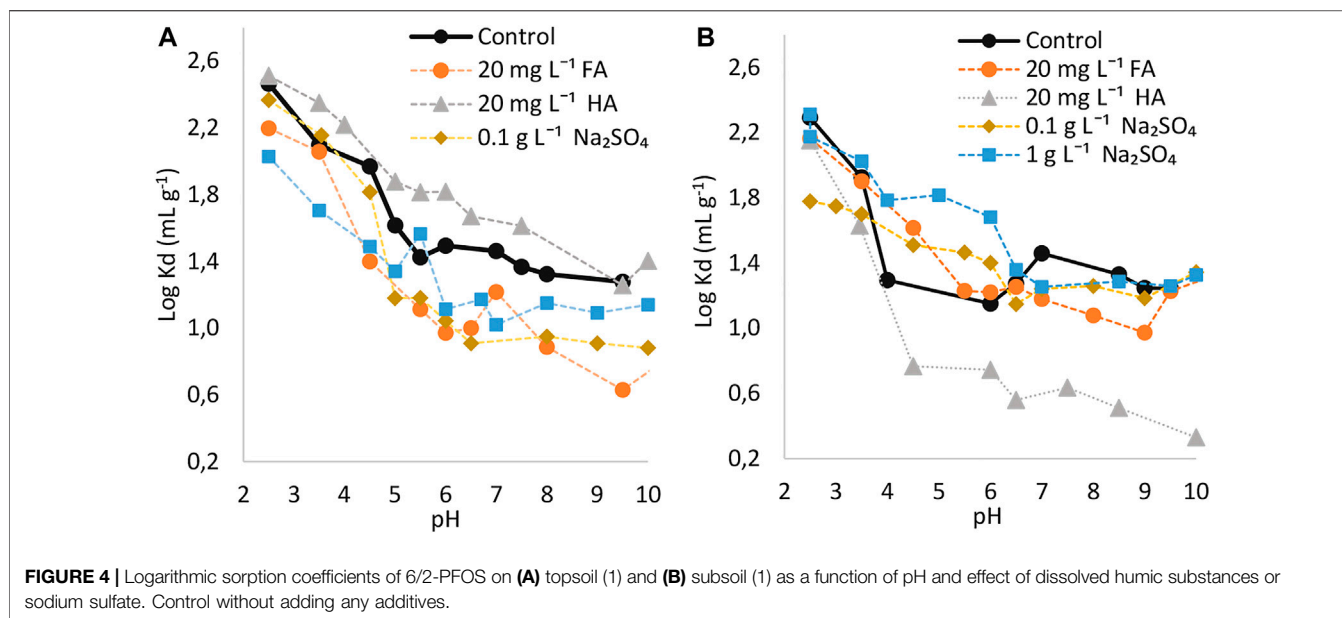 A
Control
20 mg L⁻¹ FA
20 mg L⁻¹ HA
0.1 g L⁻¹ Na₂SO₄
2,6
2,2
1,8
1,4
1,0
0,6
0,2
Log Kd (mL g⁻¹)
2 3 4 5 6 7 8 9 10
pH
B
Control
20 mg L⁻¹ FA
20 mg L⁻¹ HA
0.1 g L⁻¹ Na₂SO₄
1 g L⁻¹ Na₂SO₄
2,6
2,2
1,8
1,4
1,0
0,6
0,2
Log Kd (mL g⁻¹)
2 3 4 5 6 7 8 9 10
pH
FIGURE 4 | Logarithmic sorption coefficients of 6/2-PFOS on (A) topsoil (1) and (B) subsoil (1) as a function of pH and effect of dissolved humic substances or
sodium sulfate. Control without adding any additives.